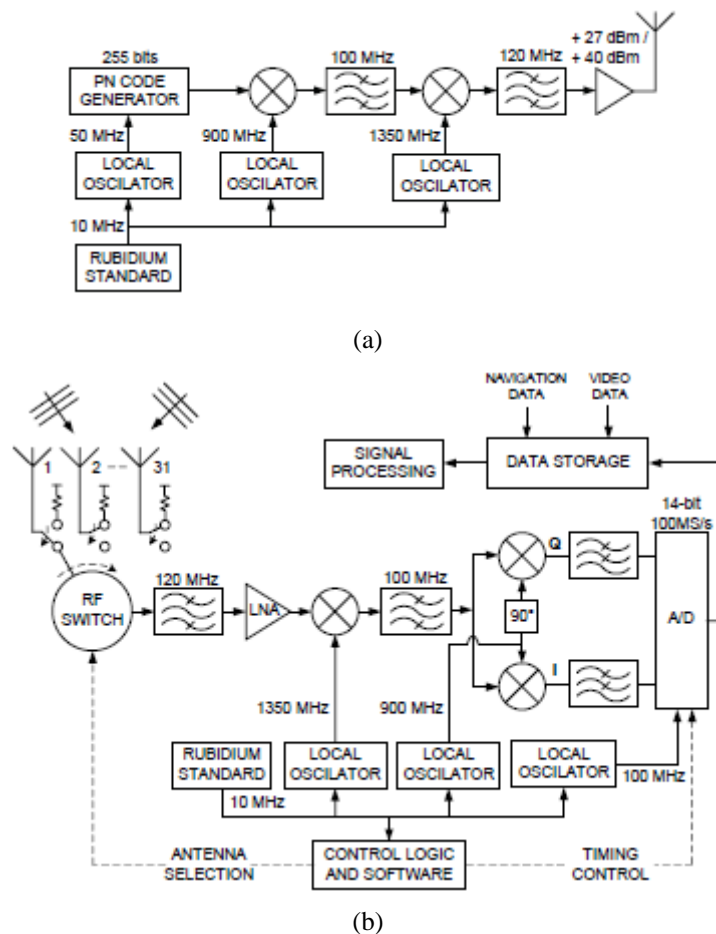 + 27 dBm /
+ 40 dBm
255 bits
100 MHz
120 MHz
PN CODE
GENERATOR
50 MHz
900 MHz
1350 MHz
LOCAL
OSCILATOR
LOCAL
OSCILATOR
LOCAL
OSCILATOR
10 MHz
RUBIDIUM
STANDARD
(a)
NAVIGATION
DATA
VIDEO
DATA
1
2
31
SIGNAL
PROCESSING
DATA STORAGE
14-bit
100MS/s
120 MHz
100 MHz
Q
RF
SWITCH
LNA
90°
A/D
I
1350 MHz
900 MHz
RUBIDIUM
STANDARD
LOCAL
OSCILATOR
LOCAL
OSCILATOR
LOCAL
OSCILATOR
100 MHz
10 MHz
ANTENNA
SELECTION
CONTROL LOGIC
AND SOFTWARE
TIMING
CONTROL
(b)